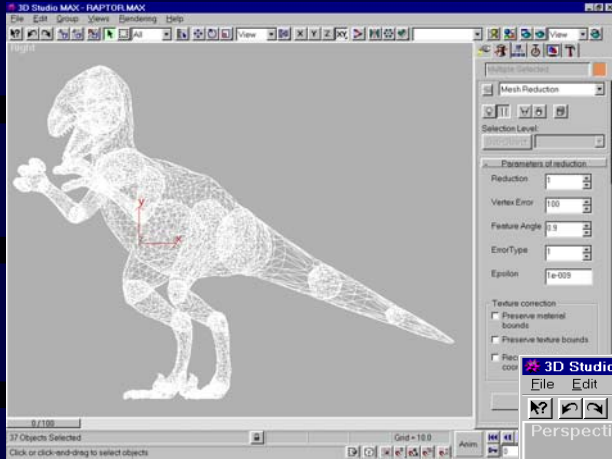 3D Studio MAX - RAPTOR.MAX
File Edit Group Views Rendering Help
All View X Y Z XY View
Right
Multiple Selected
Mesh Reduction
Selection Level:
Parameters of reduction
Reduction 1
Vertex Error 100
Feature Angle 0.9
ErrorType 1
Epsilon 1e-009
Texture correction
Preserve material
bounds
Preserve texture bounds
coor
y
x
0 / 100
37 Objects Selected
Grid = 10.0
Click or click-and-drag to select objects
Anim
0
3D Studio
File Edit
Perspecti